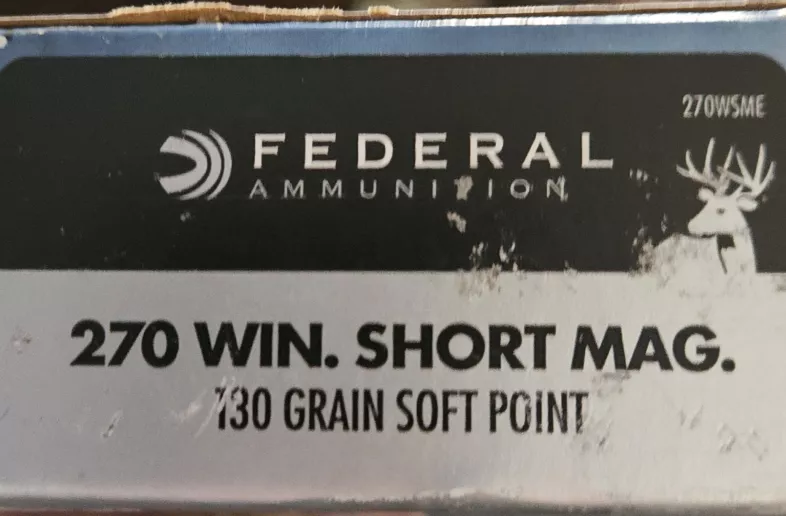 270WSME
FEDERAL
AMMUNITION
270 WIN. SHORT MAG.
130 GRAIN SOFT POINT